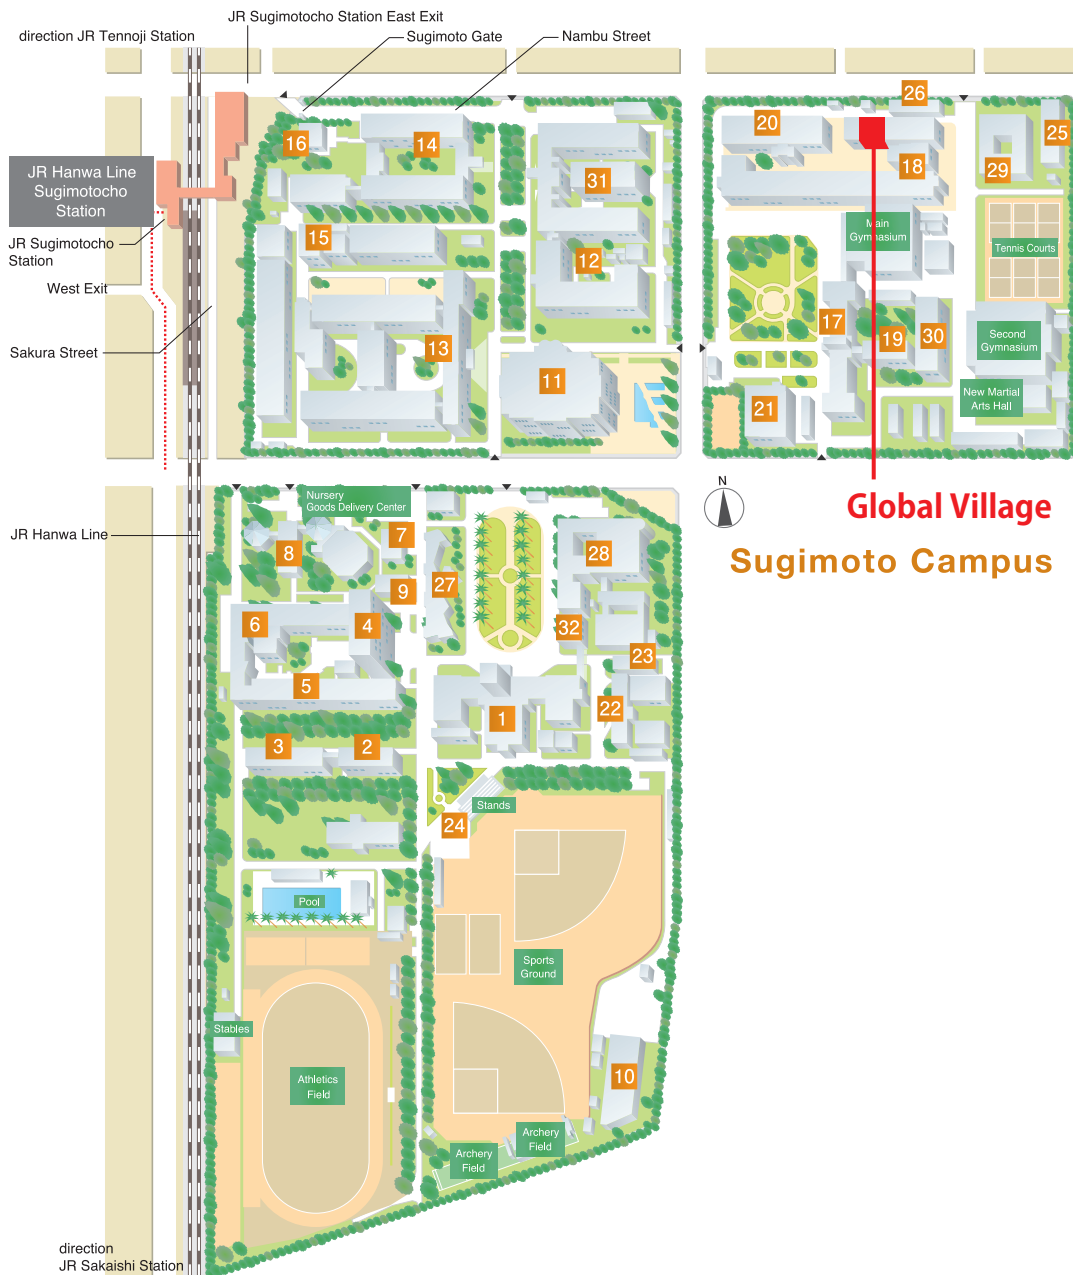 JR Sugimotocho Station East Exit
direction JR Tennoji Station
Sugimoto Gate
Nambu Street
26
20
25
16
14
18
29
31
JR Hanwa Line
Sugimotocho
Station
Main
Gymnasium
15
Tennis Courts
JR Sugimotocho
Station
12
West Exit
17
19
30
Second
Gymnasium
Sakura Street
13
11
New Martial
Arts Hall
21
N
Nursery
Goods Delivery Center
Global Village
JR Hanwa Line
7
8
28
Sugimoto Campus
9
27
6
4
32
23
5
22
1
3
2
Stands
24
Pool
Sports
Ground
Stables
Athletics
Field
10
Archery
Field
Archery
Field
direction
JR Sakaishi Station